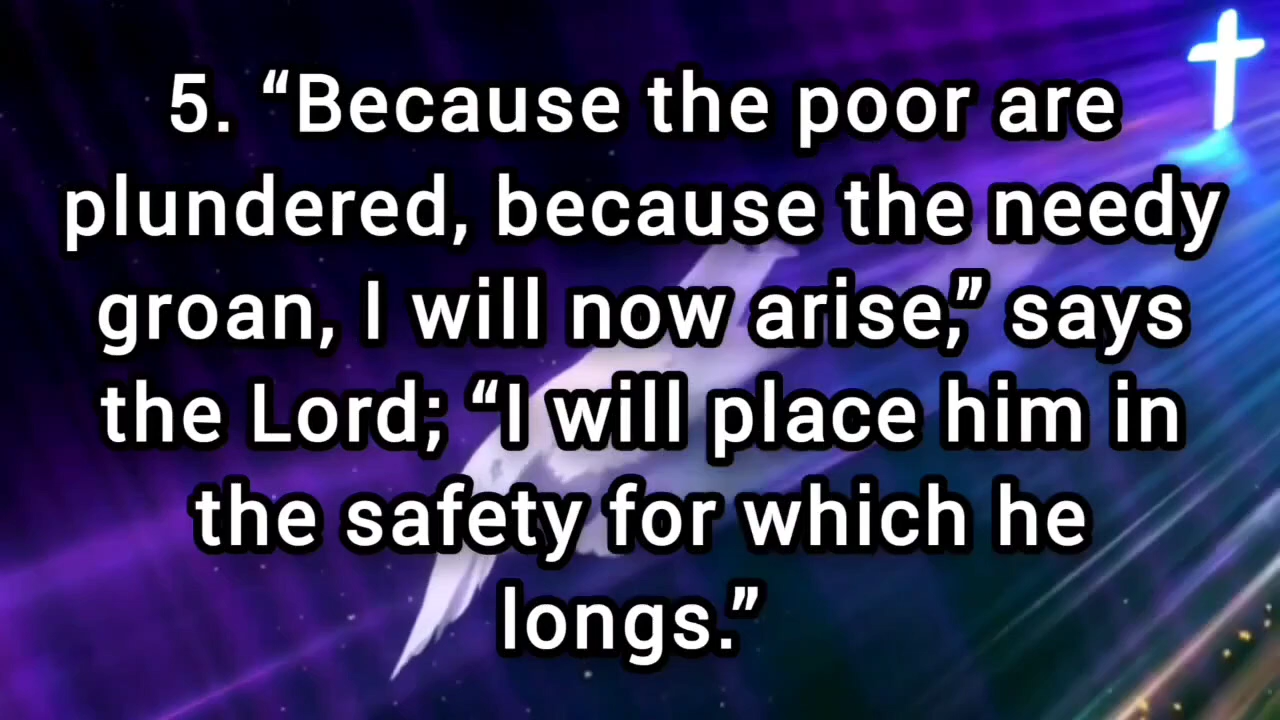 5. “Because the poor are
plundered, because the needy
groan, I will now arise,” says
the Lord; “I will place him in
the safety for which he
longs.”